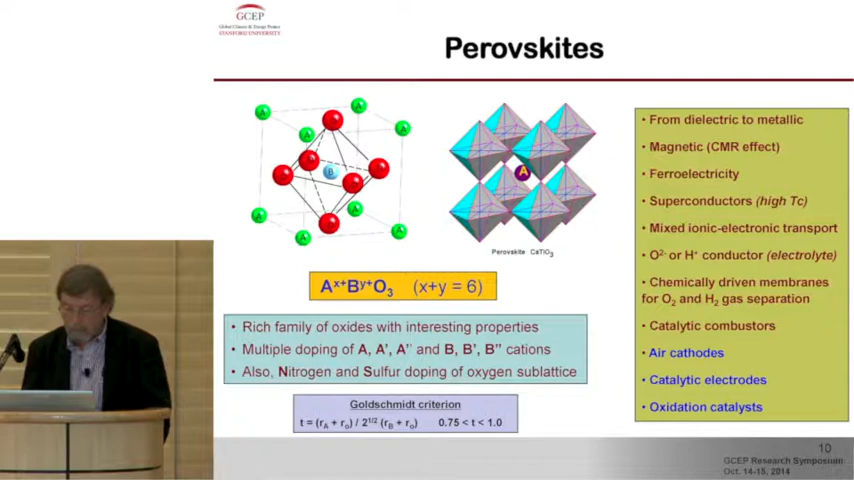 GCEP
Global Climate & Energy Project
STANFORD UNIVERSITY
Perovskites
A
A
A
A
B
A
A
A
A
A
Perovskite CaTiO3
Aˣ⁺Bʸ⁺O₃ (x+y = 6)
• Rich family of oxides with interesting properties
• Multiple doping of A, A', A'' and B, B', B'' cations
• Also, Nitrogen and Sulfur doping of oxygen sublattice
Goldschmidt criterion
t = (rA + ro) / 2^1/2 (rB + ro) 0.75 < t < 1.0
• From dielectric to metallic
• Magnetic (CMR effect)
• Ferroelectricity
• Superconductors (high Tc)
• Mixed ionic-electronic transport
• O²⁻ or H⁺ conductor (electrolyte)
• Chemically driven membranes
for O₂ and H₂ gas separation
• Catalytic combustors
• Air cathodes
• Catalytic electrodes
• Oxidation catalysts
10
GCEP Research Symposium
Oct. 14-15, 2014